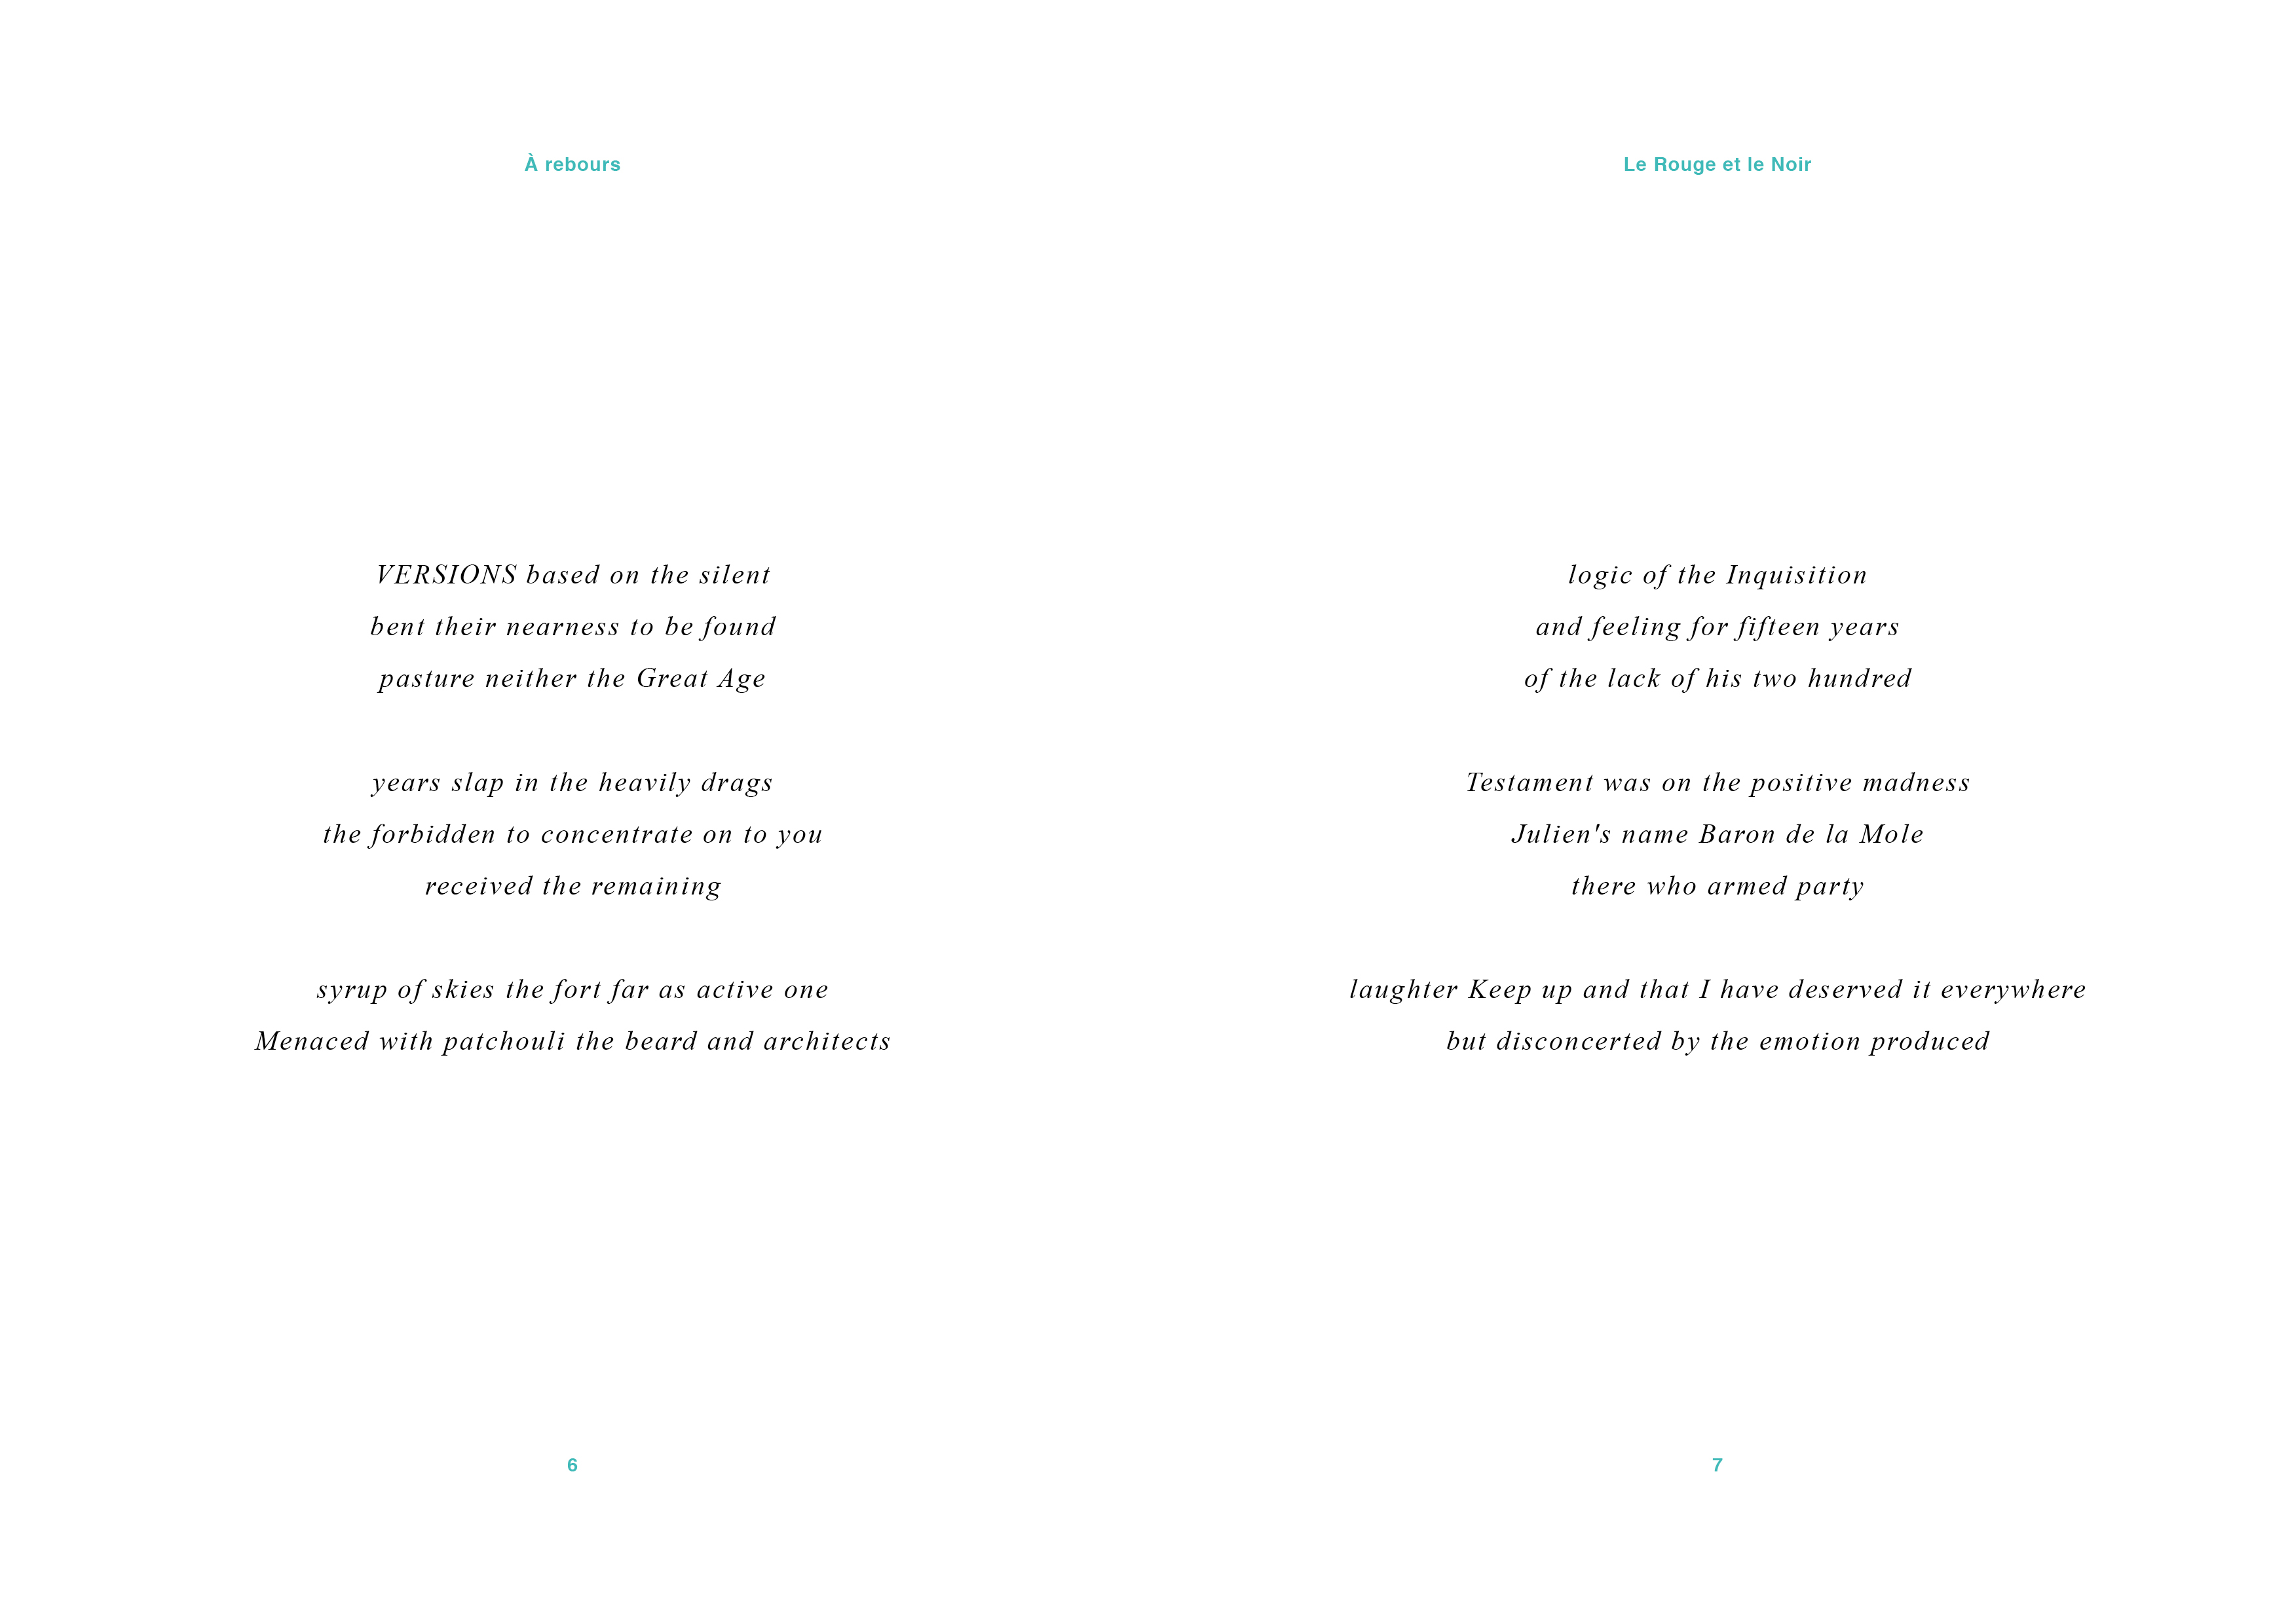 À rebours
VERSIONS based on the silent
bent their nearness to be found
pasture neither the Great Age
years slap in the heavily drags
the forbidden to concentrate on to you
received the remaining
syrup of skies the fort far as active one
Menaced with patchouli the beard and architects
6
Le Rouge et le Noir
logic of the Inquisition
and feeling for fifteen years
of the lack of his two hundred
Testament was on the positive madness
Julien's name Baron de la Mole
there who armed party
laughter Keep up and that I have deserved it everywhere
but disconcerted by the emotion produced
7